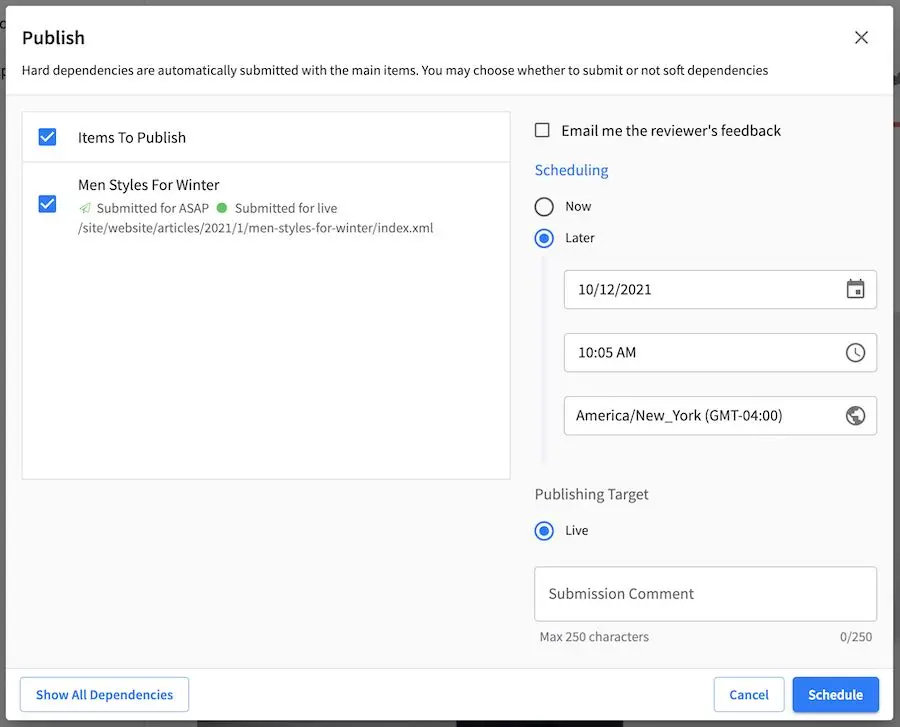 Publish
Hard dependencies are automatically submitted with the main items. You may choose whether to submit or not soft dependencies
Items To Publish
Men Styles For Winter
Submitted for ASAP Submitted for live
/site/website/articles/2021/1/men-styles-for-winter/index.xml
Email me the reviewer's feedback
Scheduling
Now
Later
10/12/2021
10:05 AM
America/New_York (GMT-04:00)
Publishing Target
Live
Submission Comment
Max 250 characters 0/250
Show All Dependencies Cancel Schedule